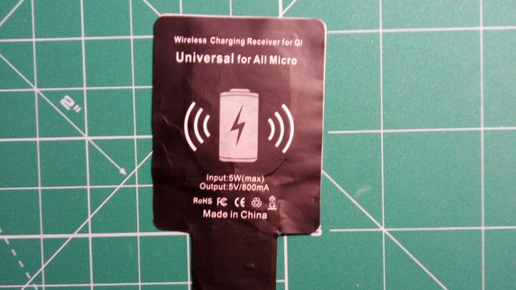 Wireless Charging Receiver for QI
Universal for All Micro
Input:5W(max)
Output:5V/800mA
RoHS FC CE
Made in China
2"